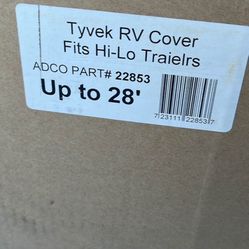 Tyvek RV Cover
Fits Hi-Lo Traielrs
ADCO PART# 22853
Up to 28'
7 23111 22853 7